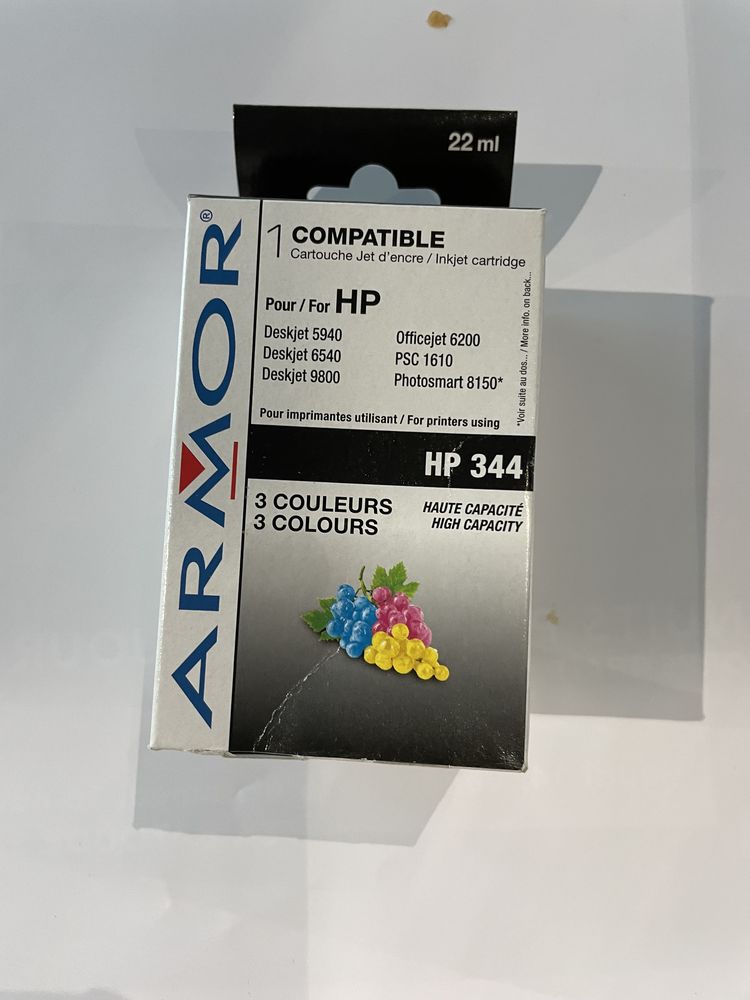 22 ml
ARMOR®
1 COMPATIBLE
Cartouche Jet d'encre / Inkjet cartridge
Pour / For HP
Deskjet 5940
Deskjet 6540
Deskjet 9800
Officejet 6200
PSC 1610
Photosmart 8150*
*Voir suite au dos... / More info. on back...
Pour imprimantes utilisant / For printers using
HP 344
3 COULEURS
3 COLOURS
HAUTE CAPACITÉ
HIGH CAPACITY